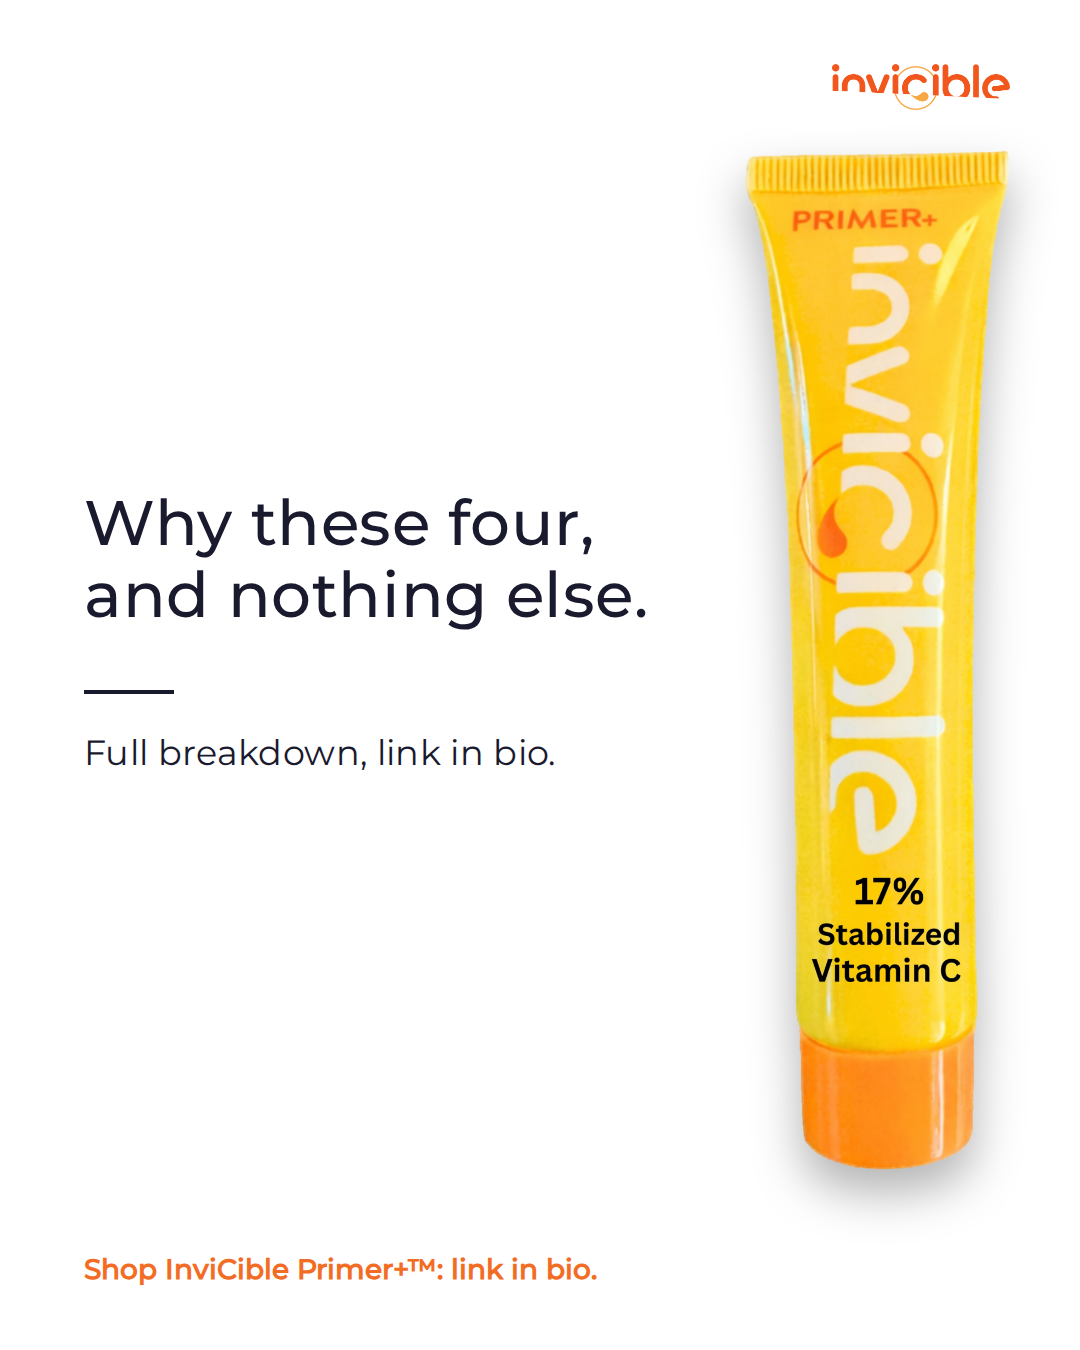 invicible
PRIMER+
invicible
Why these four,
and nothing else.
Full breakdown, link in bio.
17%
Stabilized
Vitamin C
Shop InviCible Primer+™: link in bio.